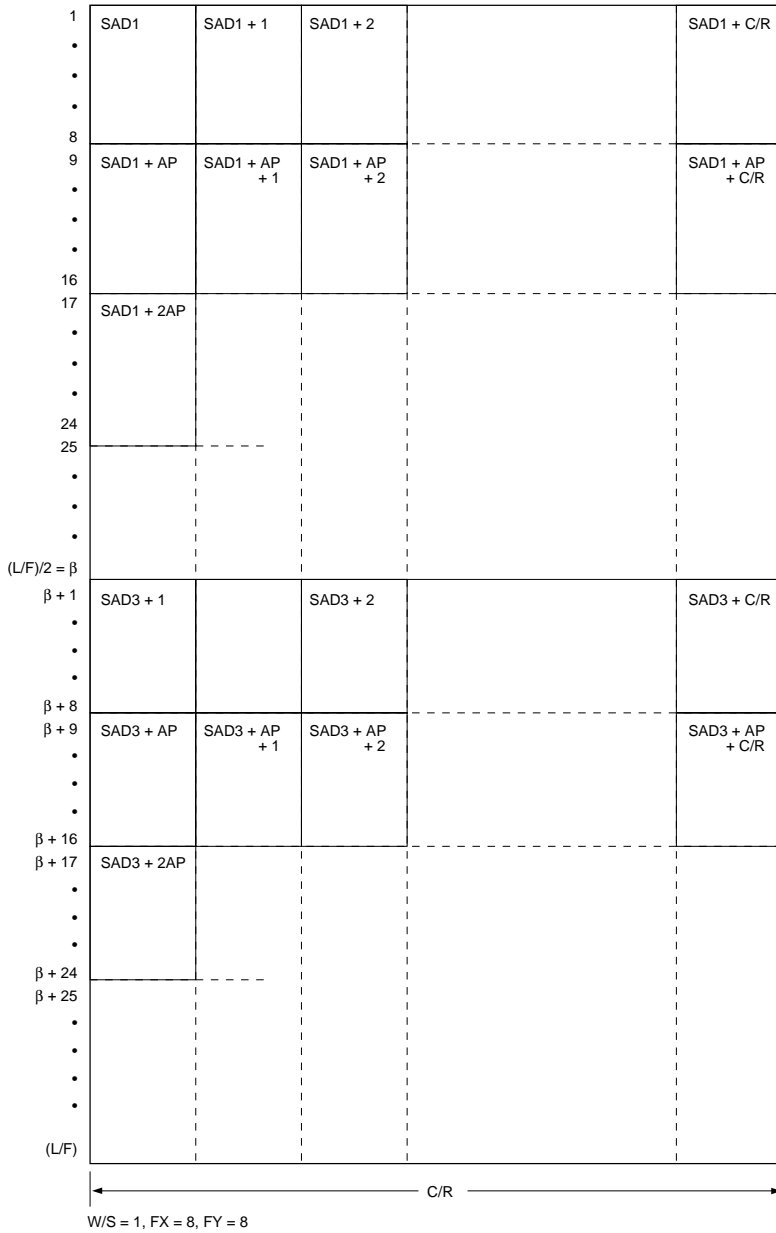 1 SAD1 SAD1 + 1 SAD1 + 2 SAD1 + C/R
•
•
•
8
9 SAD1 + AP SAD1 + AP + 1 SAD1 + AP + 2 SAD1 + AP + C/R
•
•
•
16
17 SAD1 + 2AP
•
•
•
24
25
•
•
•
(L/F)/2 = β
β + 1 SAD3 + 1 SAD3 + 2 SAD3 + C/R
•
•
•
β + 8
β + 9 SAD3 + AP SAD3 + AP + 1 SAD3 + AP + 2 SAD3 + AP + C/R
•
•
•
β + 16
β + 17 SAD3 + 2AP
•
•
•
β + 24
β + 25
•
•
•
•
(L/F)
C/R
W/S = 1, FX = 8, FY = 8